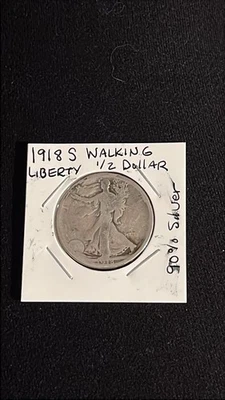 1918 S WALKING
LIBERTY 1/2 DOLLAR
90% Silver